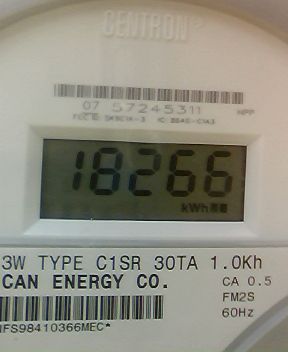 CENTRON®
07 57245311
18266
kWh
3W TYPE C1SR 30TA 1.0Kh
CAN ENERGY CO. CA 0.5
FM2S
60Hz
NFS98410366MEC*